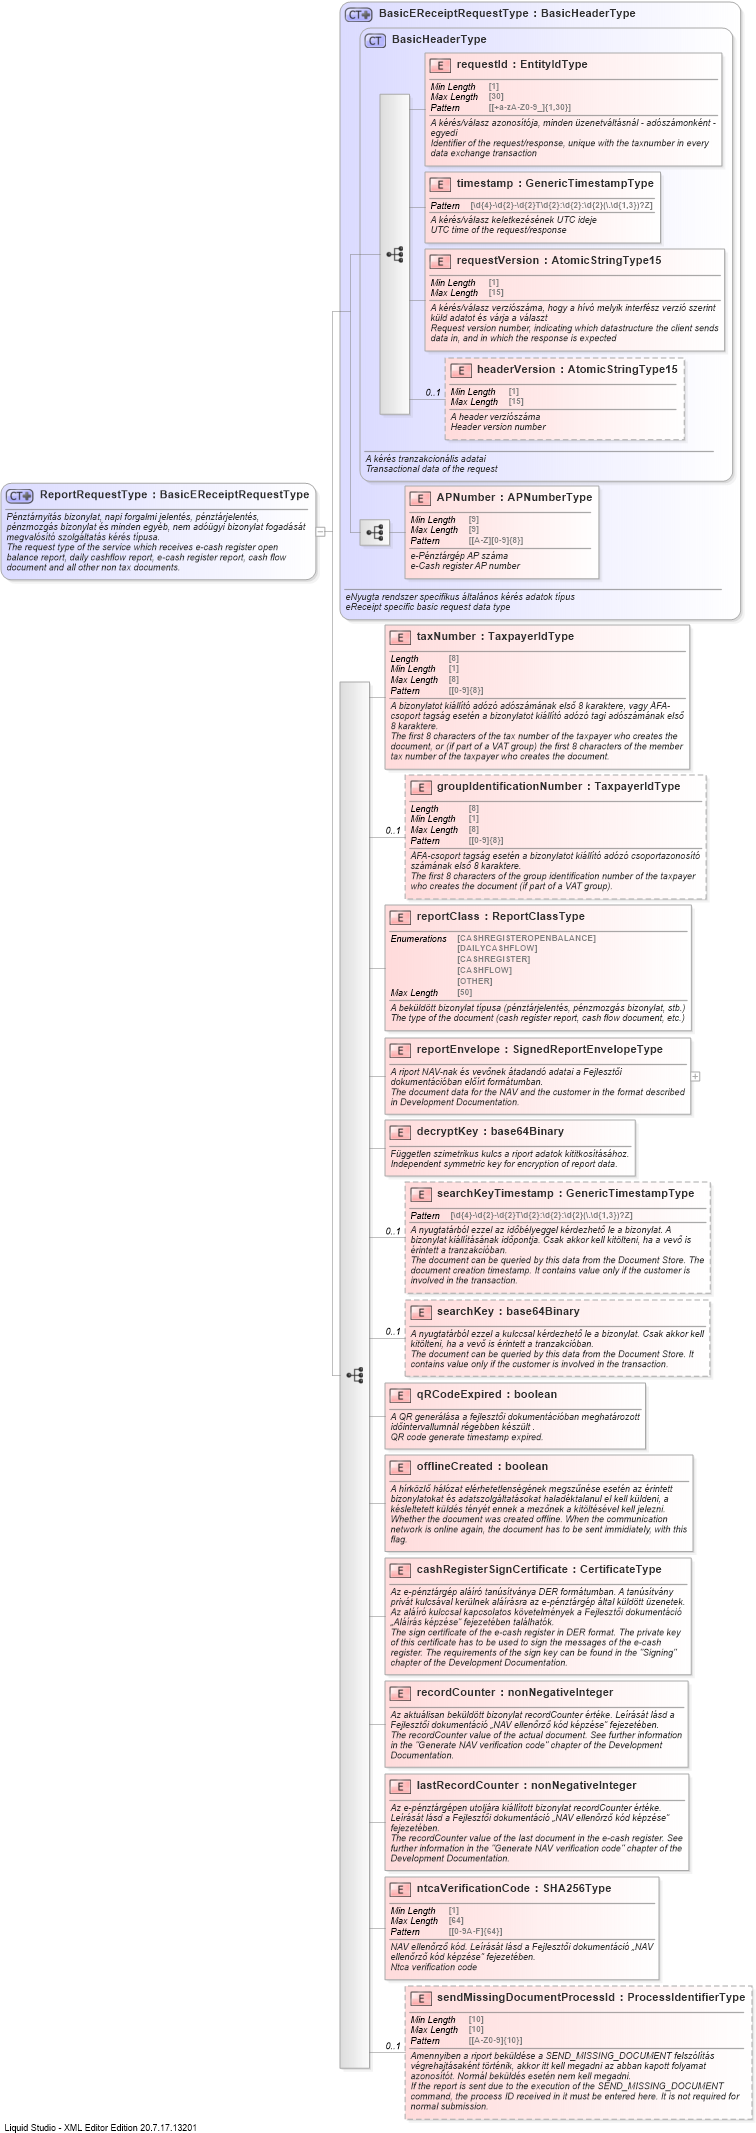 CT BasicEReceiptRequestType : BasicHeaderType
CT BasicHeaderType
E requestId : EntityIdType
Min Length [1]
Max Length [30]
Pattern [[+a-zA-Z0-9_]{1,30}]
A kérés/válasz azonosítója, minden üzenetváltásnál - adószámonként -
egyedi
Identifier of the request/response, unique with the taxnumber in every
data exchange transaction
E timestamp : GenericTimestampType
Pattern [\d{4}-\d{2}-\d{2}T\d{2}:\d{2}:\d{2}(\.\d{1,3})?Z]
A kérés/válasz keletkezésének UTC ideje
UTC time of the request/response
E requestVersion : AtomicStringType15
Min Length [1]
Max Length [15]
A kérés/válasz verziószáma, hogy a hívó melyik interfész verzió szerint
küld adatot és várja a választ
Request version number, indicating which datastructure the client sends
data in, and in which the response is expected
E headerVersion : AtomicStringType15
0..1
Min Length [1]
Max Length [15]
A header verziószáma
Header version number
A kérés tranzakcionális adatai
Transactional data of the request
CT ReportRequestType : BasicEReceiptRequestType
Pénztárnyitás bizonylat, napi forgalmi jelentés, pénztárjelentés,
pénzmozgás bizonylat és minden egyéb, nem adóügyi bizonylat fogadását
megvalósító szolgáltatás kérés típusa.
The request type of the service which receives e-cash register open
balance report, daily cashflow report, e-cash register report, cash flow
document and all other non tax documents.
E APNumber : APNumberType
Min Length [9]
Max Length [9]
Pattern [[A-Z][0-9]{8}]
e-Pénztárgép AP száma
e-Cash register AP number
eNyugta rendszer specifikus általános kérés adatok típus
eReceipt specific basic request data type
E taxNumber : TaxpayerIdType
Length [8]
Min Length [1]
Max Length [8]
Pattern [[0-9]{8}]
A bizonylatot kiállító adózó adószámának első 8 karaktere, vagy ÁFA-
csoport tagság esetén a bizonylatot kiállító adózó tagi adószámának első
8 karaktere.
The first 8 characters of the tax number of the taxpayer who creates the
document, or (if part of a VAT group) the first 8 characters of the member
tax number of the taxpayer who creates the document.
E groupIdentificationNumber : TaxpayerIdType
0..1
Length [8]
Min Length [1]
Max Length [8]
Pattern [[0-9]{8}]
ÁFA-csoport tagság esetén a bizonylatot kiállító adózó csoportazonosító
számának első 8 karaktere.
The first 8 characters of the group identification number of the taxpayer
who creates the document (if part of a VAT group).
E reportClass : ReportClassType
Enumerations [CASHREGISTEROPENBALANCE]
[DAILYCASHFLOW]
[CASHREGISTER]
[CASHFLOW]
[OTHER]
Max Length [50]
A beküldött bizonylat típusa (pénztárjelentés, pénzmozgás bizonylat, stb.)
The type of the document (cash register report, cash flow document, etc.)
E reportEnvelope : SignedReportEnvelopeType
A riport NAV-nak és vevőnek átadandó adatai a Fejlesztői
dokumentációban előírt formátumban.
The document data for the NAV and the customer in the format described
in Development Documentation.
E decryptKey : base64Binary
Független szimetrikus kulcs a riport adatok kititkosításához.
Independent symmetric key for encryption of report data.
E searchKeyTimestamp : GenericTimestampType
0..1
Pattern [\d{4}-\d{2}-\d{2}T\d{2}:\d{2}:\d{2}(\.\d{1,3})?Z]
A nyugtatárból ezzel az időbélyeggel kérdezhető le a bizonylat. A
bizonylat kiállításának időpontja. Csak akkor kell kitölteni, ha a vevő is
érintett a tranzakcióban.
The document can be queried by this data from the Document Store. The
document creation timestamp. It contains value only if the customer is
involved in the transaction.
E searchKey : base64Binary
0..1
A nyugtatárból ezzel a kulccsal kérdezhető le a bizonylat. Csak akkor kell
kitölteni, ha a vevő is érintett a tranzakcióban.
The document can be queried by this data from the Document Store. It
contains value only if the customer is involved in the transaction.
E qRCodeExpired : boolean
A QR generálása a fejlesztői dokumentációban meghatározott
időintervallumnál régebben készült .
QR code generate timestamp expired.
E offlineCreated : boolean
A hírközlő hálózat elérhetetlenségének megszűnése esetén az érintett
bizonylatokat és adatszolgáltatásokat haladéktalanul el kell küldeni, a
késleltetett küldés tényét ennek a mezőnek a kitöltésével kell jelezni.
Whether the document was created offline. When the communication
network is online again, the document has to be sent immidiately, with this
flag.
E cashRegisterSignCertificate : CertificateType
Az e-pénztárgép aláíró tanúsítványa DER formátumban. A tanúsítvány
privát kulcsával kerülnek aláírásra az e-pénztárgép által küldött üzenetek.
Az aláíró kulccsal kapcsolatos követelmények a Fejlesztői dokumentáció
„Aláírás képzése” fejezetében találhatók.
The sign certificate of the e-cash register in DER format. The private key
of this certificate has to be used to sign the messages of the e-cash
register. The requirements of the sign key can be found in the "Signing"
chapter of the Development Documentation.
E recordCounter : nonNegativeInteger
Az aktuálisan beküldött bizonylat recordCounter értéke. Leírását lásd a
Fejlesztői dokumentáció „NAV ellenőrző kód képzése” fejezetében.
The recordCounter value of the actual document. See further information
in the "Generate NAV verification code" chapter of the Development
Documentation.
E lastRecordCounter : nonNegativeInteger
Az e-pénztárgépen utoljára kiállított bizonylat recordCounter értéke.
Leírását lásd a Fejlesztői dokumentáció „NAV ellenőrző kód képzése”
fejezetében.
The recordCounter value of the last document in the e-cash register. See
further information in the "Generate NAV verification code" chapter of the
Development Documentation.
E ntcaVerificationCode : SHA256Type
Min Length [1]
Max Length [64]
Pattern [[0-9A-F]{64}]
NAV ellenőrző kód. Leírását lásd a Fejlesztői dokumentáció „NAV
ellenőrző kód képzése” fejezetében.
Ntca verification code
E sendMissingDocumentProcessId : ProcessIdentifierType
0..1
Min Length [10]
Max Length [10]
Pattern [[A-Z0-9]{10}]
Amennyiben a riport beküldése a SEND_MISSING_DOCUMENT felszólítás
végrehajtásaként történik, akkor itt kell megadni az abban kapott folyamat
azonosítót. Normál beküldés esetén nem kell megadni.
If the report is sent due to the execution of the SEND_MISSING_DOCUMENT
command, the process ID received in it must be entered here. It is not required for
normal submission.
Liquid Studio - XML Editor Edition 20.7.17.13201